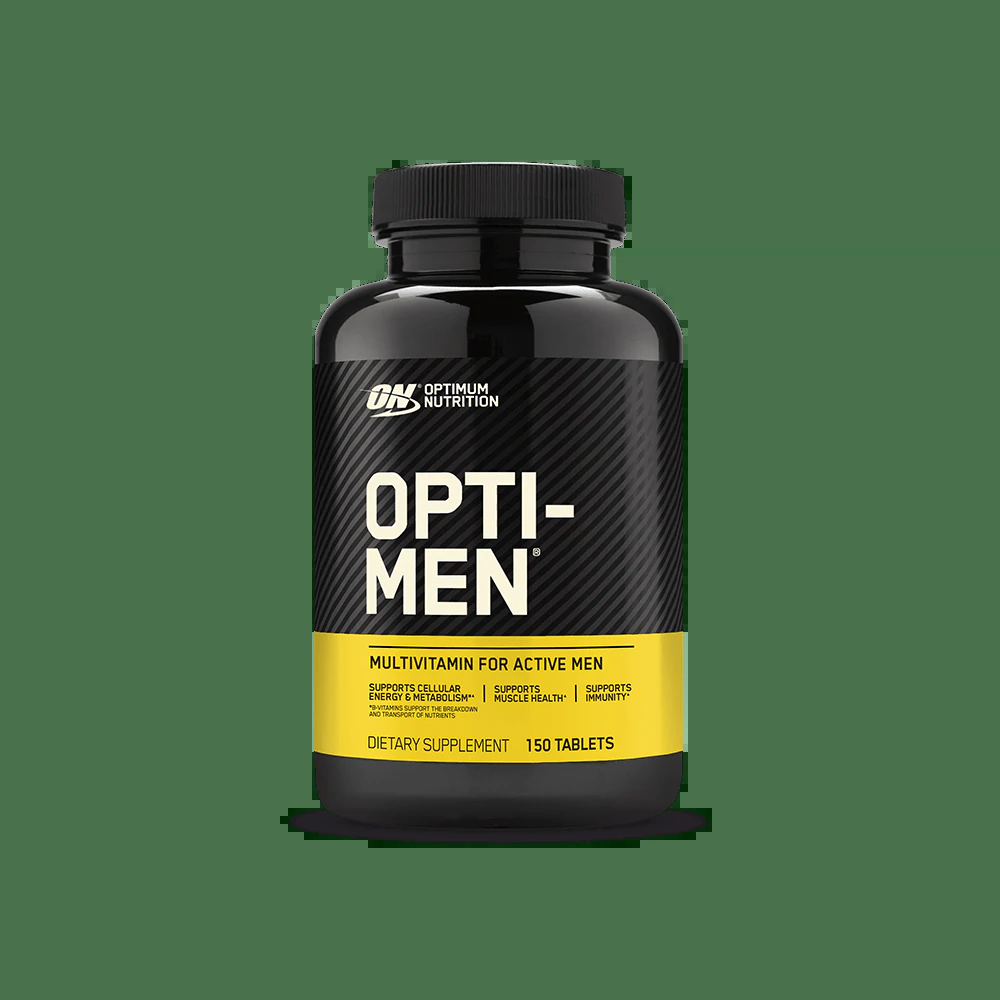 ON® OPTIMUM
NUTRITION
OPTI-
MEN®
MULTIVITAMIN FOR ACTIVE MEN
SUPPORTS CELLULAR
ENERGY & METABOLISM**
*B-VITAMINS SUPPORT THE BREAKDOWN
AND TRANSPORT OF NUTRIENTS
SUPPORTS
MUSCLE HEALTH*
SUPPORTS
IMMUNITY*
DIETARY SUPPLEMENT 150 TABLETS